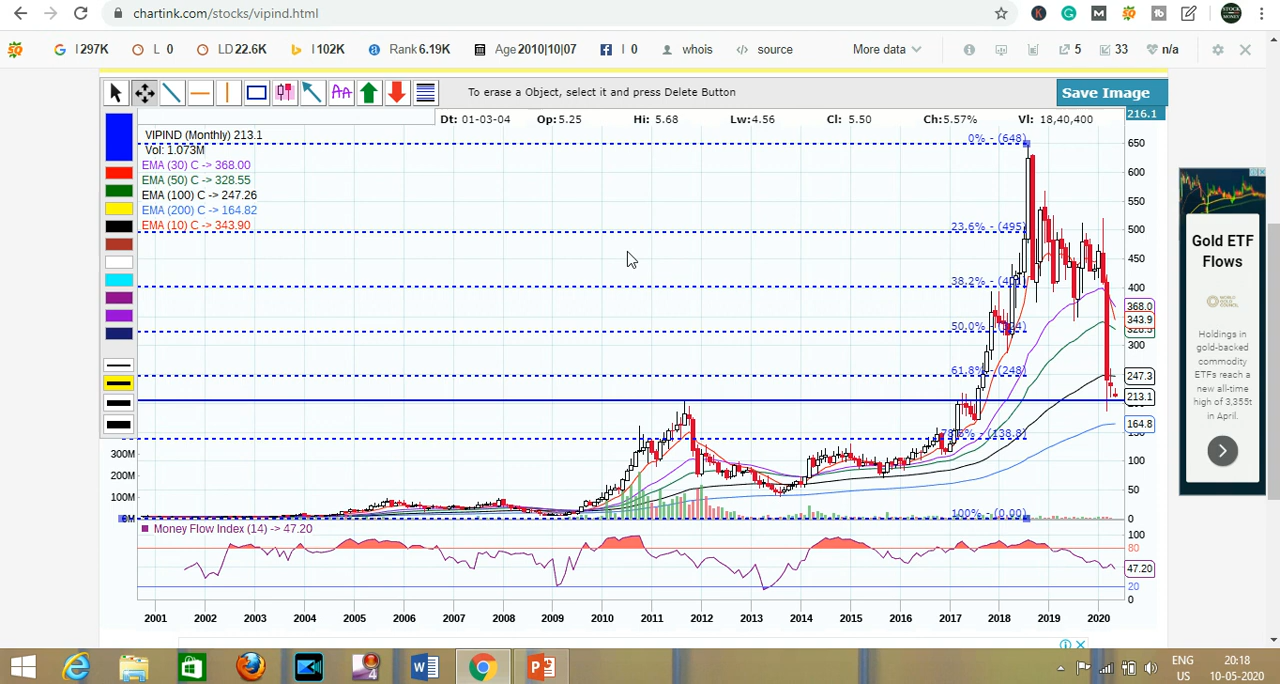 chartink.com/stocks/vipind.html
I 297K L 0 LD 22.6K I 102K Rank 6.19K Age 2010|10|07 I 0 whois source More data 5 33 n/a
To erase a Object, select it and press Delete Button
Save Image
Dt: 01-03-04 Op: 5.25 Hi: 5.68 Lw: 4.56 Cl: 5.50 Ch: 5.57% Vl: 18,40,400
216.1
VIPIND (Monthly) 213.1
Vol: 1.073M
EMA (30) C -> 368.00
EMA (50) C -> 328.55
EMA (100) C -> 247.26
EMA (200) C -> 164.82
EMA (10) C -> 343.90
0% - (648)
23.6% - (495)
38.2% -
50.0% -
61.8% - (248)
(138.8)
100% - (0.00)
650
600
550
500
450
400
368.0
343.9
300
247.3
213.1
164.8
100
50
0
300M
200M
100M
0M
Money Flow Index (14) -> 47.20
100
80
47.20
20
0
2001 2002 2003 2004 2005 2006 2007 2008 2009 2010 2011 2012 2013 2014 2015 2016 2017 2018 2019 2020
Gold ETF
Flows
WORLD
GOLD
COUNCIL
Holdings in
gold-backed
commodity
ETFs reach a
new all-time
high of 3,355t
in April.
ENG
US
20:18
10-05-2020